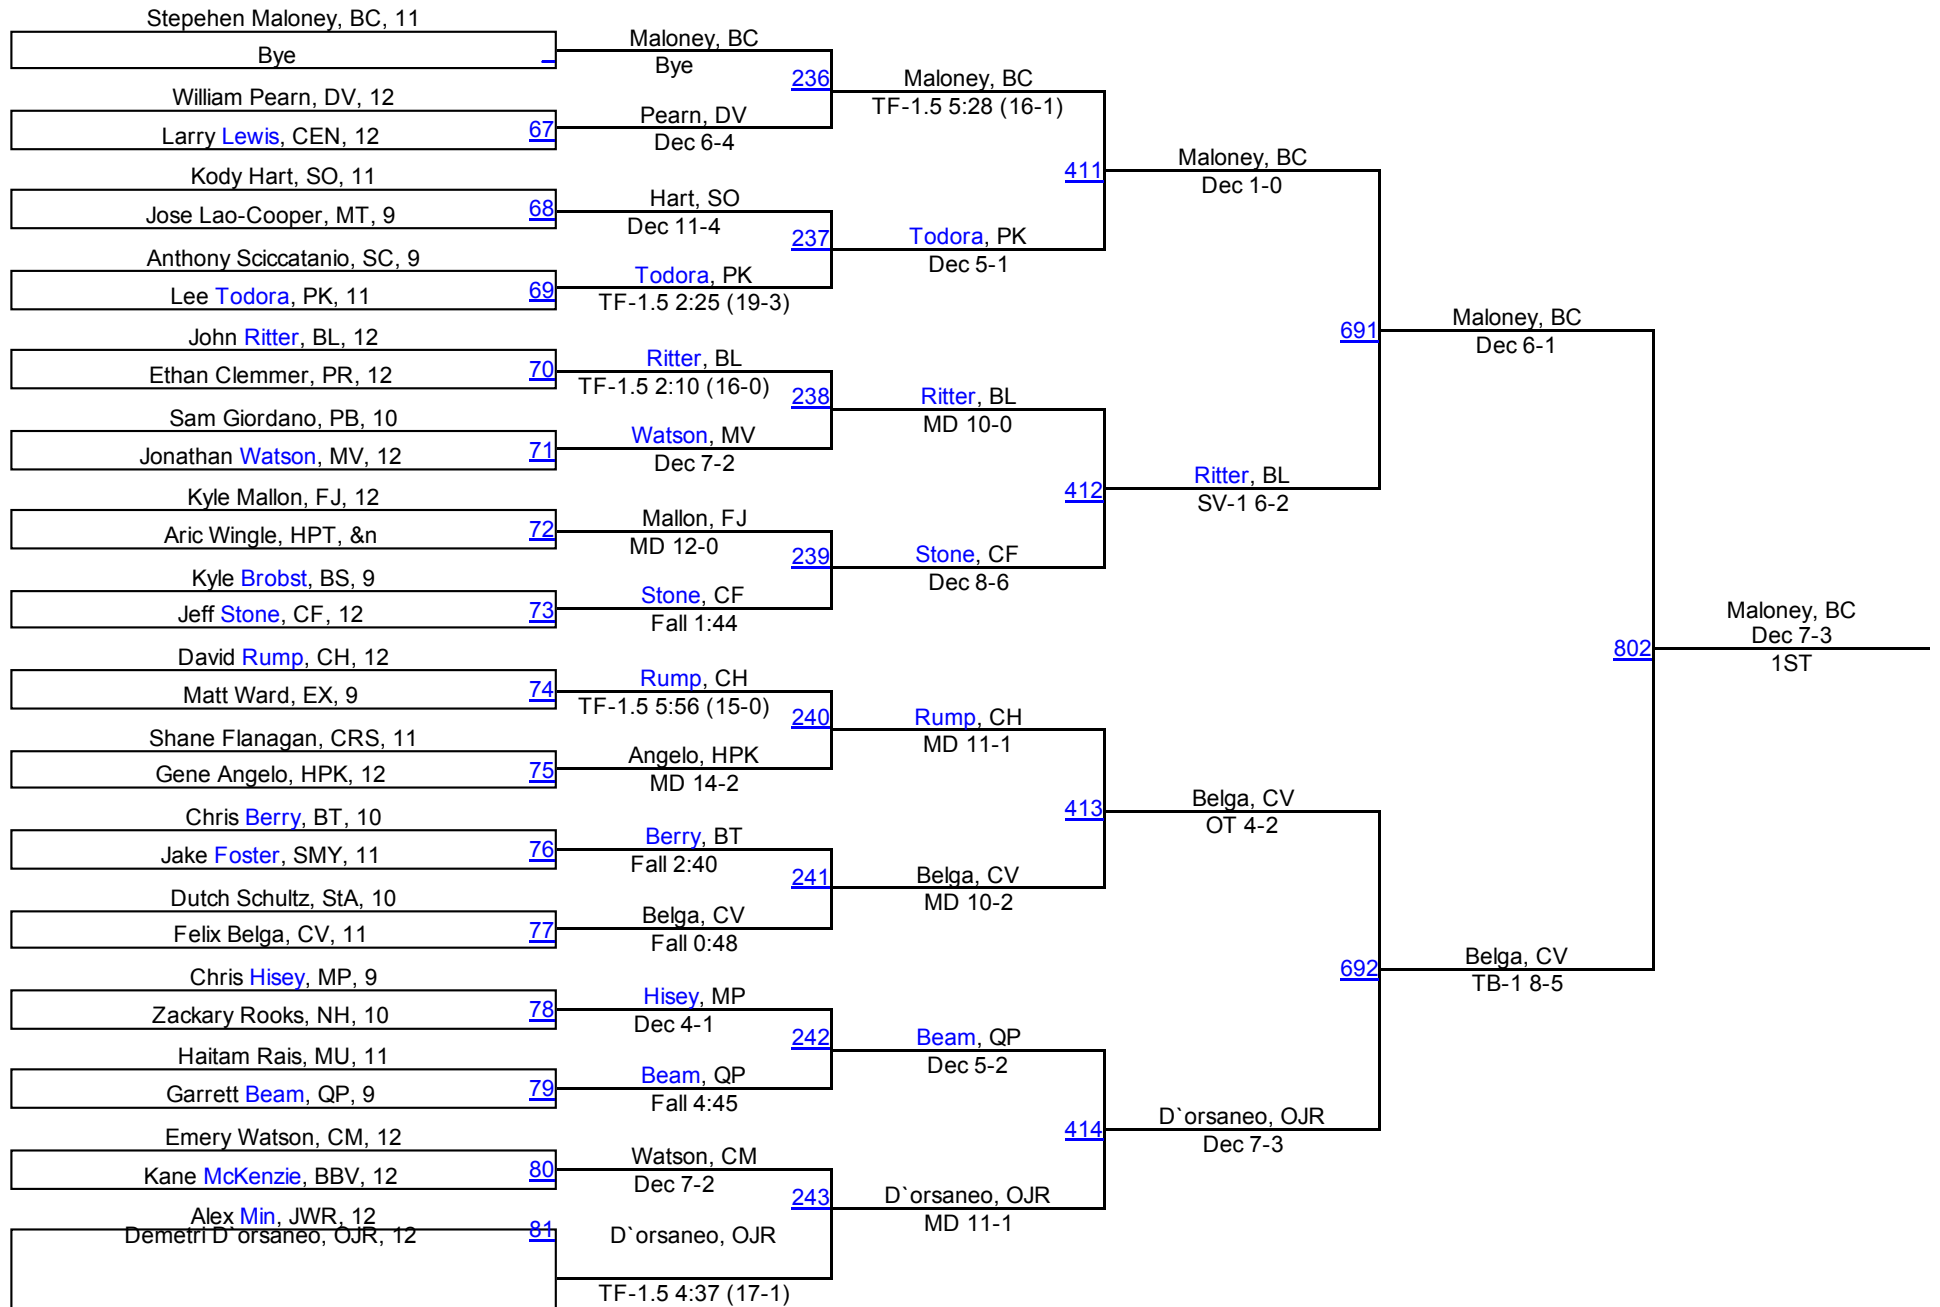 Stepehen Maloney, BC, 11
Bye
William Pearn, DV, 12
Larry Lewis, CEN, 12
67
Kody Hart, SO, 11
Jose Lao-Cooper, MT, 9
68
Anthony Sciccatanio, SC, 9
Lee Todora, PK, 11
69
John Ritter, BL, 12
Ethan Clemmer, PR, 12
70
Sam Giordano, PB, 10
Jonathan Watson, MV, 12
71
Kyle Mallon, FJ, 12
Aric Wingle, HPT, &n
72
Kyle Brobst, BS, 9
Jeff Stone, CF, 12
73
David Rump, CH, 12
Matt Ward, EX, 9
74
Shane Flanagan, CRS, 11
Gene Angelo, HPK, 12
75
Chris Berry, BT, 10
Jake Foster, SMY, 11
76
Dutch Schultz, StA, 10
Felix Belga, CV, 11
77
Chris Hisey, MP, 9
Zackary Rooks, NH, 10
78
Haitam Rais, MU, 11
Garrett Beam, QP, 9
79
Emery Watson, CM, 12
Kane McKenzie, BBV, 12
80
Alex Min, JWR, 12
Demetri D`orsaneo, OJR, 12
81
Maloney, BC
Bye
236
Pearn, DV
Dec 6-4
Hart, SO
Dec 11-4
237
Todora, PK
TF-1.5 2:25 (19-3)
Ritter, BL
TF-1.5 2:10 (16-0)
238
Watson, MV
Dec 7-2
Mallon, FJ
MD 12-0
239
Stone, CF
Fall 1:44
Rump, CH
TF-1.5 5:56 (15-0)
240
Angelo, HPK
MD 14-2
Berry, BT
Fall 2:40
241
Belga, CV
Fall 0:48
Hisey, MP
Dec 4-1
242
Beam, QP
Fall 4:45
Watson, CM
Dec 7-2
243
D`orsaneo, OJR
TF-1.5 4:37 (17-1)
Maloney, BC
TF-1.5 5:28 (16-1)
411
Todora, PK
Dec 5-1
Ritter, BL
MD 10-0
412
Stone, CF
Dec 8-6
Rump, CH
MD 11-1
413
Belga, CV
MD 10-2
Beam, QP
Dec 5-2
414
D`orsaneo, OJR
MD 11-1
Maloney, BC
Dec 1-0
691
Ritter, BL
SV-1 6-2
Belga, CV
OT 4-2
692
D`orsaneo, OJR
Dec 7-3
Maloney, BC
Dec 6-1
802
Belga, CV
TB-1 8-5
Maloney, BC
Dec 7-3
1ST